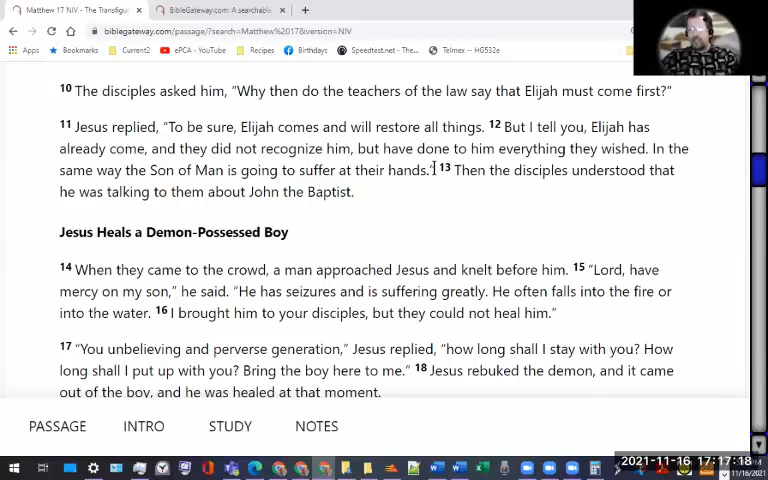 Matthew 17 NIV - The Transfigur
BibleGateway.com: A searchable
biblegateway.com/passage/?search=Matthew%2017&version=NIV
Apps
Bookmarks
Current2
ePCA - YouTube
Recipes
Birthdays
Speedtest.net - The...
Telmex -- HG532e
10 The disciples asked him, “Why then do the teachers of the law say that Elijah must come first?”
11 Jesus replied, “To be sure, Elijah comes and will restore all things. 12 But I tell you, Elijah has
already come, and they did not recognize him, but have done to him everything they wished. In the
same way the Son of Man is going to suffer at their hands.” 13 Then the disciples understood that
he was talking to them about John the Baptist.
Jesus Heals a Demon-Possessed Boy
14 When they came to the crowd, a man approached Jesus and knelt before him. 15 “Lord, have
mercy on my son,” he said. “He has seizures and is suffering greatly. He often falls into the fire or
into the water. 16 I brought him to your disciples, but they could not heal him.”
17 “You unbelieving and perverse generation,” Jesus replied, “how long shall I stay with you? How
long shall I put up with you? Bring the boy here to me.” 18 Jesus rebuked the demon, and it came
out of the boy, and he was healed at that moment.
PASSAGE
INTRO
STUDY
NOTES
2021-11-16 17:17:18
11/16/2021